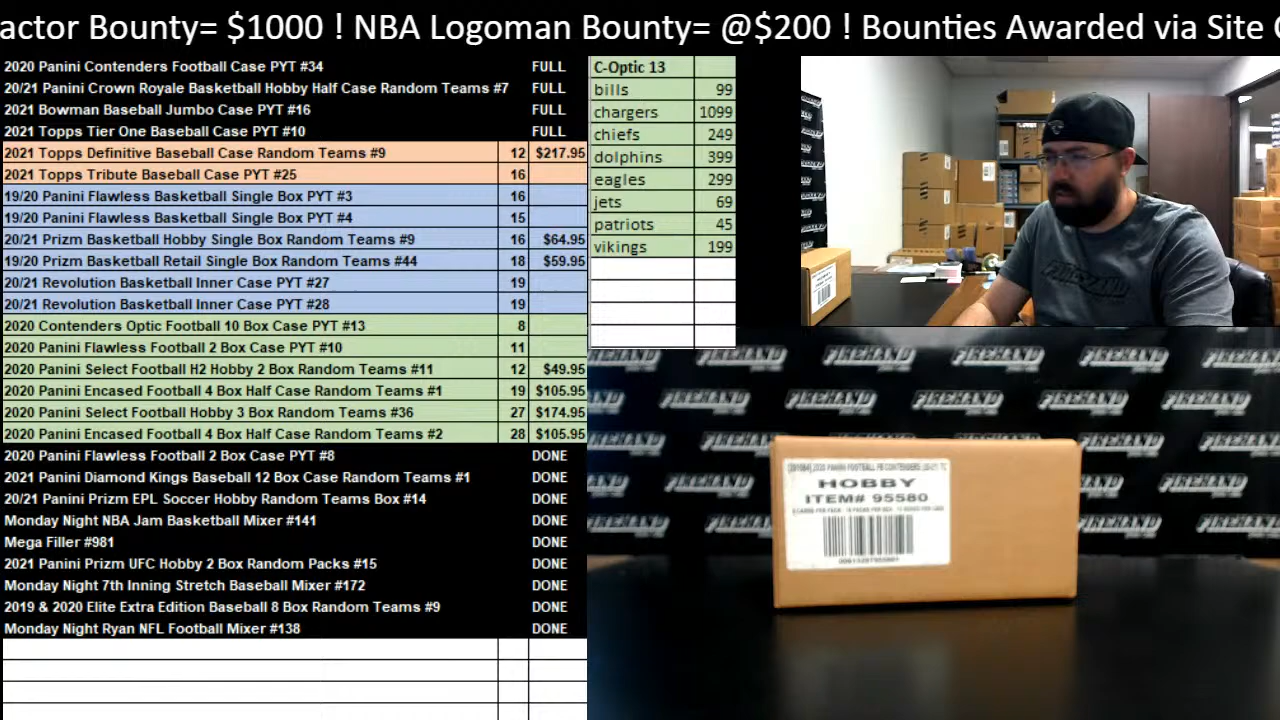 actor Bounty= $1000 ! NBA Logoman Bounty= @$200 ! Bounties Awarded via Site
2020 Panini Contenders Football Case PYT #34 FULL
20/21 Panini Crown Royale Basketball Hobby Half Case Random Teams #7 FULL
2021 Bowman Baseball Jumbo Case PYT #16 FULL
2021 Topps Tier One Baseball Case PYT #10 FULL
2021 Topps Definitive Baseball Case Random Teams #9 12 $217.95
2021 Topps Tribute Baseball Case PYT #25 16
19/20 Panini Flawless Basketball Single Box PYT #3 16
19/20 Panini Flawless Basketball Single Box PYT #4 15
20/21 Prizm Basketball Hobby Single Box Random Teams #9 16 $64.95
19/20 Prizm Basketball Retail Single Box Random Teams #44 18 $59.95
20/21 Revolution Basketball Inner Case PYT #27 19
20/21 Revolution Basketball Inner Case PYT #28 19
2020 Contenders Optic Football 10 Box Case PYT #13 8
2020 Panini Flawless Football 2 Box Case PYT #10 11
2020 Panini Select Football H2 Hobby 2 Box Random Teams #11 12 $49.95
2020 Panini Encased Football 4 Box Half Case Random Teams #1 19 $105.95
2020 Panini Select Football Hobby 3 Box Random Teams #36 27 $174.95
2020 Panini Encased Football 4 Box Half Case Random Teams #2 28 $105.95
2020 Panini Flawless Football 2 Box Case PYT #8 DONE
2021 Panini Diamond Kings Baseball 12 Box Case Random Teams #1 DONE
20/21 Panini Prizm EPL Soccer Hobby Random Teams Box #14 DONE
Monday Night NBA Jam Basketball Mixer #141 DONE
Mega Filler #981 DONE
2021 Panini Prizm UFC Hobby 2 Box Random Packs #15 DONE
Monday Night 7th Inning Stretch Baseball Mixer #172 DONE
2019 & 2020 Elite Extra Edition Baseball 8 Box Random Teams #9 DONE
Monday Night Ryan NFL Football Mixer #138 DONE
C-Optic 13
bills 99
chargers 1099
chiefs 249
dolphins 399
eagles 299
jets 69
patriots 45
vikings 199
FIREHAND FIREHAND FIREHAND FIREHAND
FIREHAND FIREHAND FIREHAND FIREHAND FIREHAND
2020 PANINI FOOTBALL FB CONTENDERS
HOBBY
ITEM# 95580